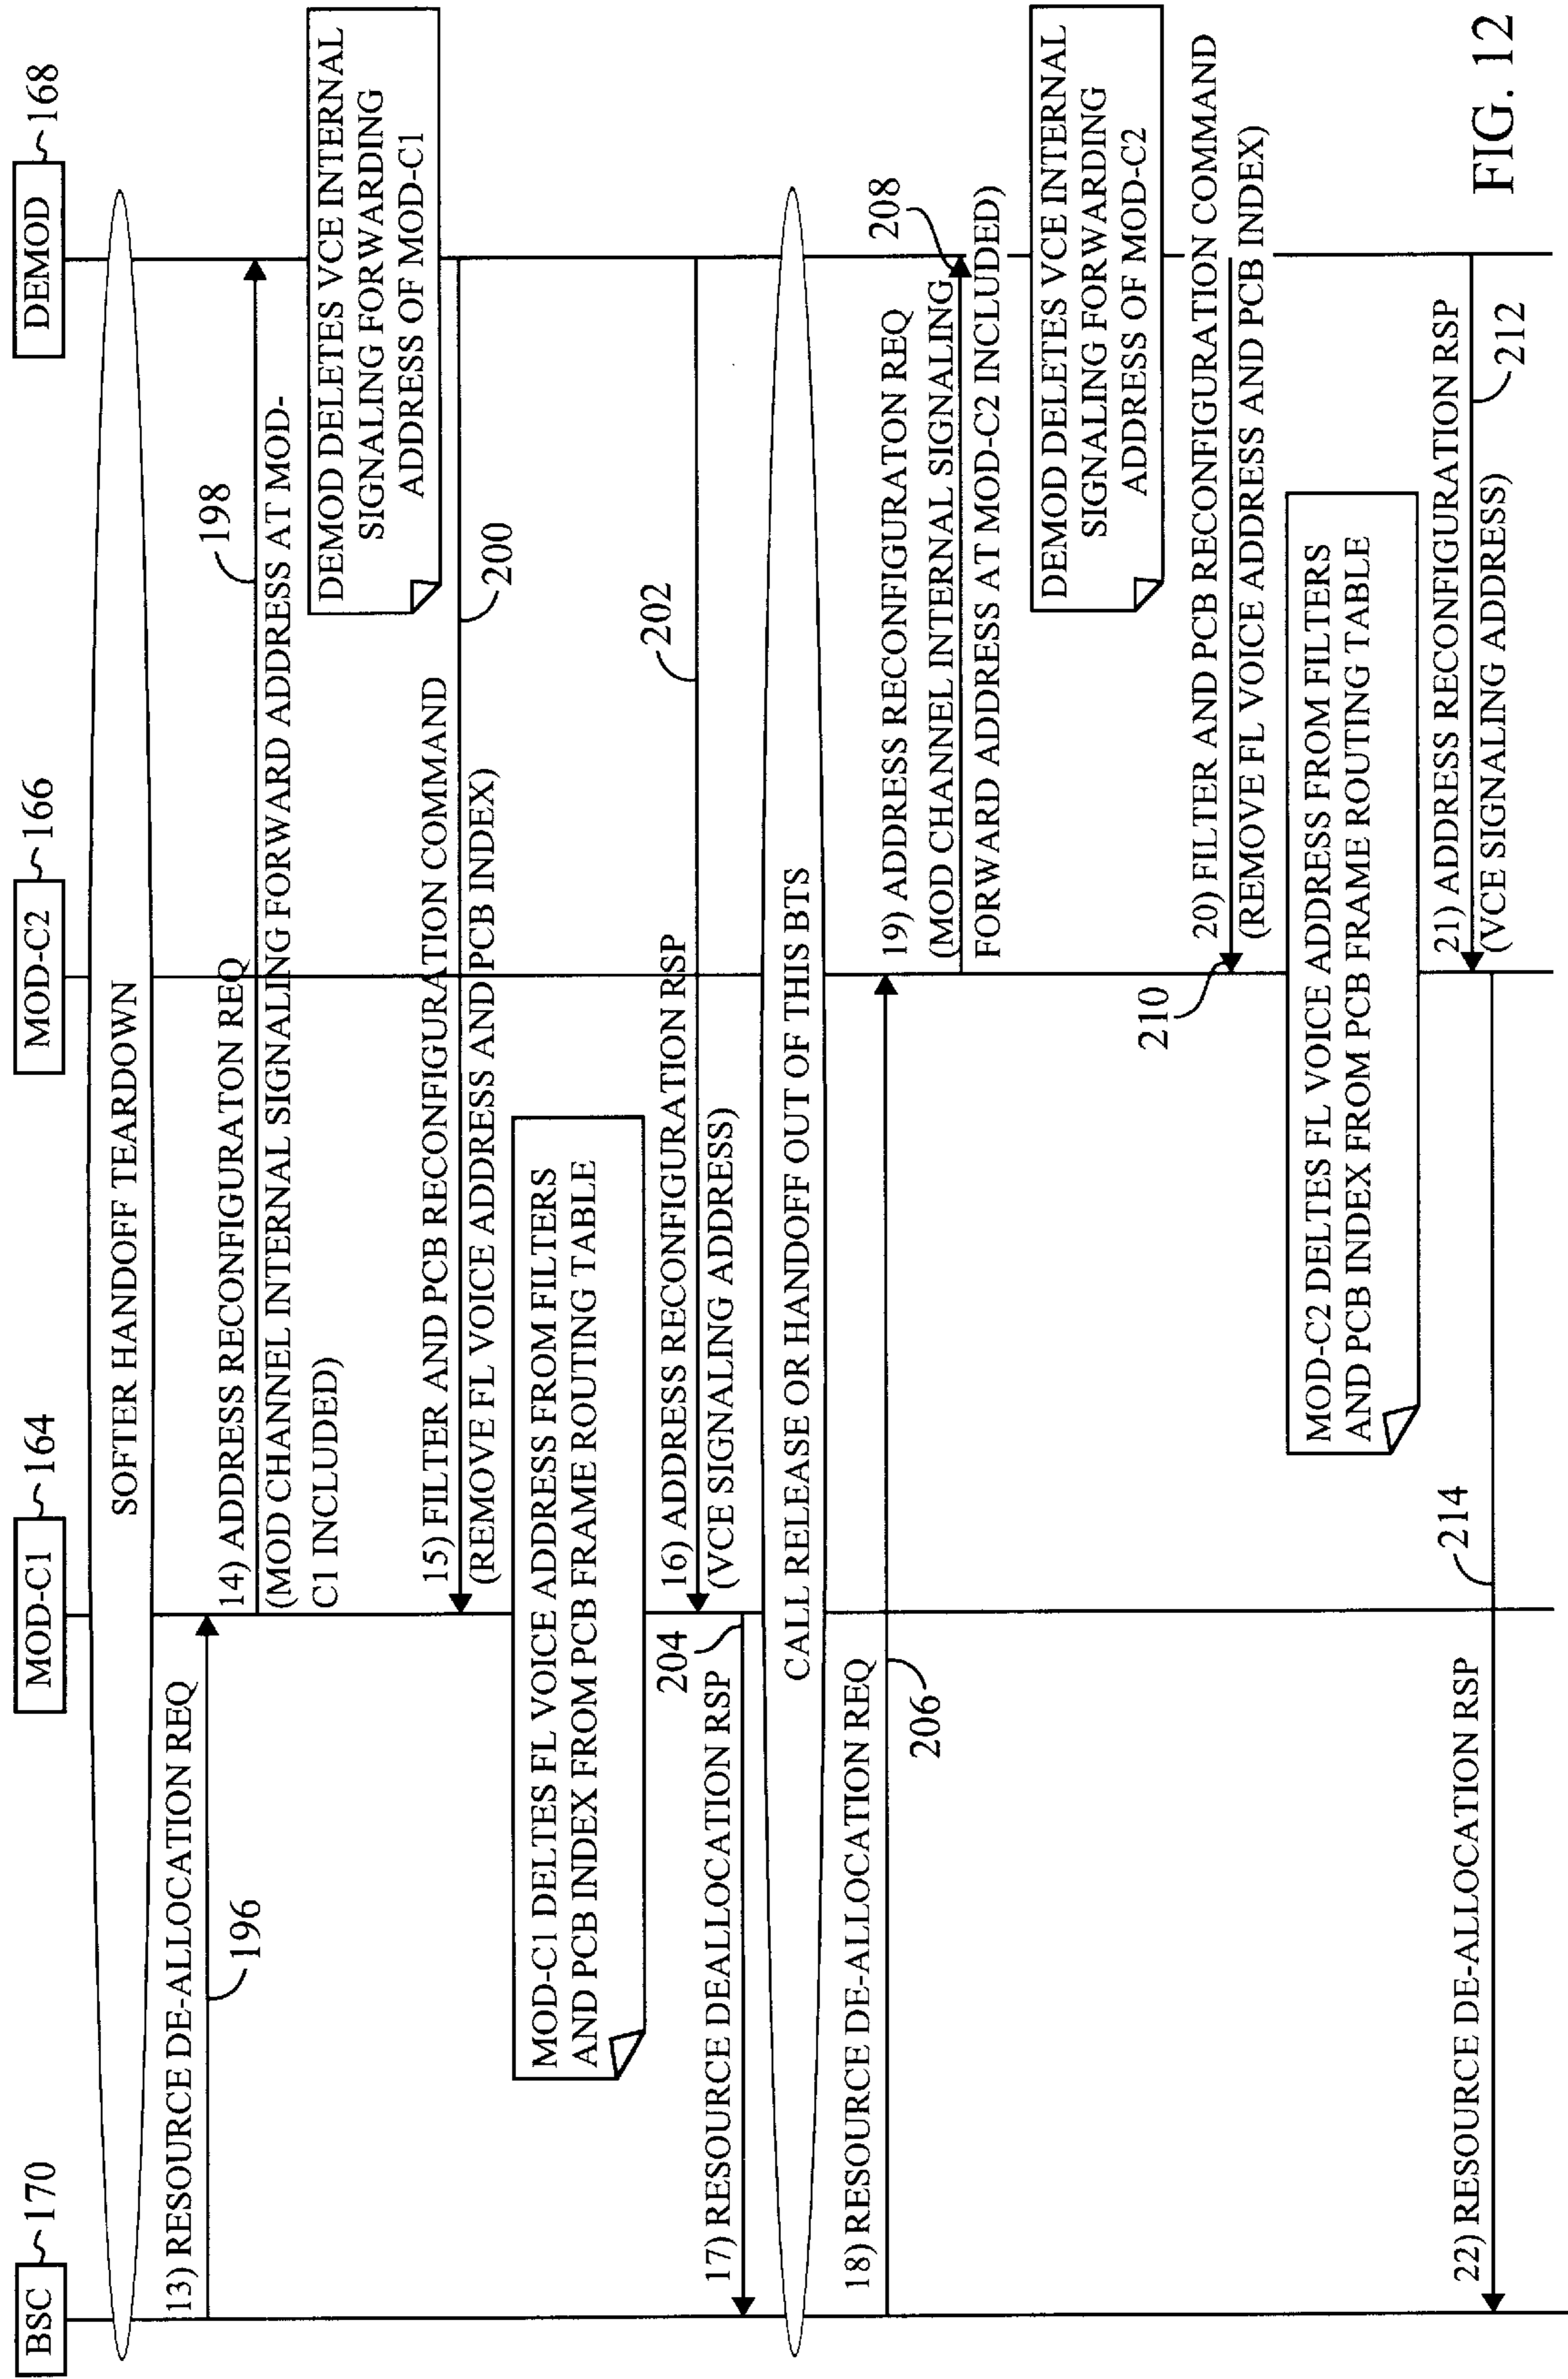 BSC 170
MOD-C1 164
MOD-C2 166
DEMOD 168
SOFTER HANDOFF TEARDOWN
13) RESOURCE DE-ALLOCATION REQ
196
14) ADDRESS RECONFIGURATON REQ
198
(MOD CHANNEL INTERNAL SIGNALING FORWARD ADDRESS AT MOD-
C1 INCLUDED)
DEMOD DELETES VCE INTERNAL
SIGNALING FORWARDING
ADDRESS OF MOD-C1
15) FILTER AND PCB RECONFIGURATION COMMAND
(REMOVE FL VOICE ADDRESS AND PCB INDEX)
200
MOD-C1 DELTES FL VOICE ADDRESS FROM FILTERS
AND PCB INDEX FROM PCB FRAME ROUTING TABLE
16) ADDRESS RECONFIGURATION RSP
(VCE SIGNALING ADDRESS)
202
204
17) RESOURCE DEALLOCATION RSP
CALL RELEASE OR HANDOFF OUT OF THIS BTS
18) RESOURCE DE-ALLOCATION REQ
206
19) ADDRESS RECONFIGURATON REQ
(MOD CHANNEL INTERNAL SIGNALING
FORWARD ADDRESS AT MOD-C2 INCLUDED)
208
DEMOD DELETES VCE INTERNAL
SIGNALING FORWARDING
ADDRESS OF MOD-C2
20) FILTER AND PCB RECONFIGURATION COMMAND
(REMOVE FL VOICE ADDRESS AND PCB INDEX)
210
MOD-C2 DELTES FL VOICE ADDRESS FROM FILTERS
AND PCB INDEX FROM PCB FRAME ROUTING TABLE
21) ADDRESS RECONFIGURATION RSP
(VCE SIGNALING ADDRESS)
212
22) RESOURCE DE-ALLOCATION RSP
214
FIG. 12